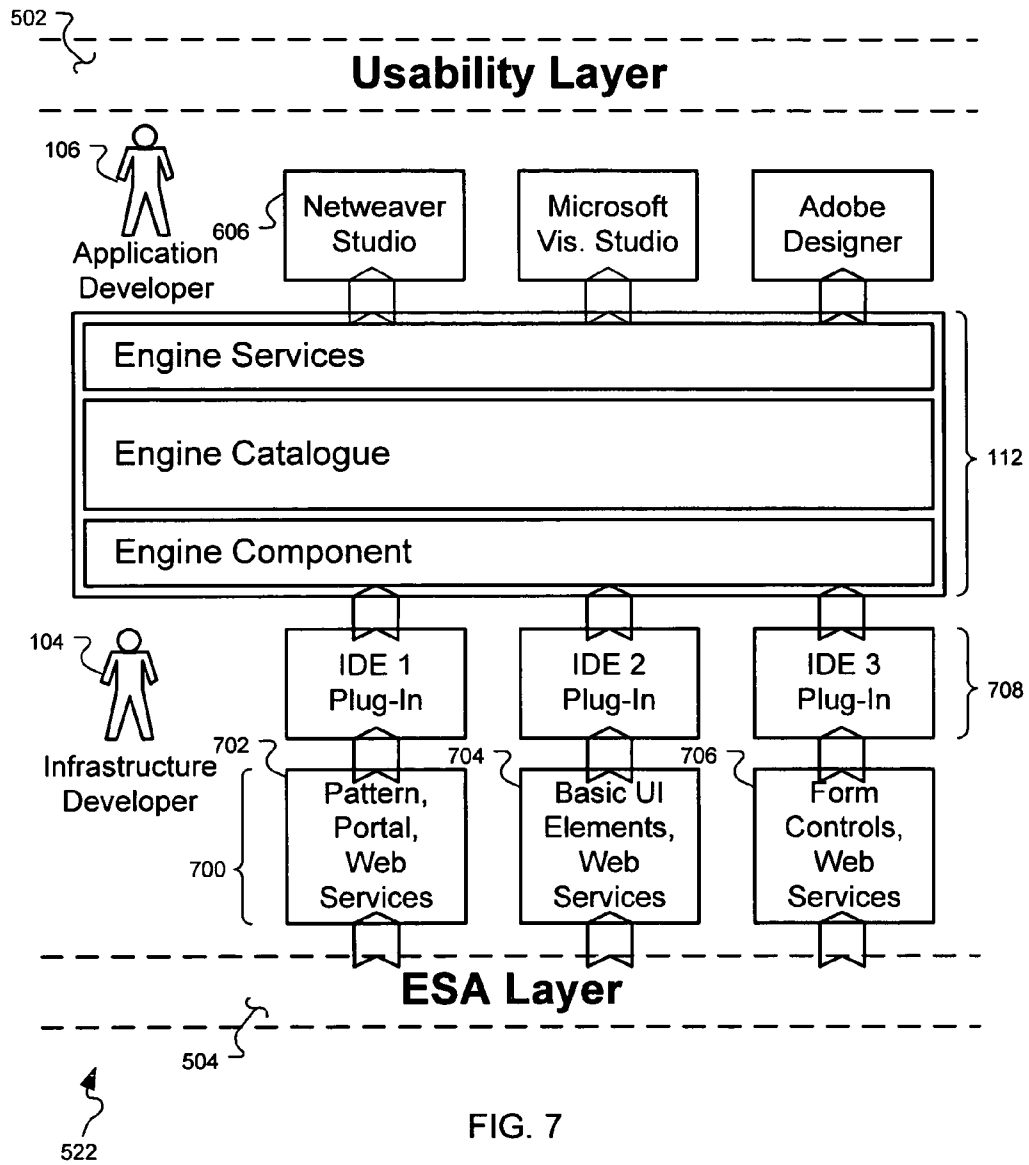 502
Usability Layer
106
Application
Developer
606
Netweaver
Studio
Microsoft
Vis. Studio
Adobe
Designer
Engine Services
Engine Catalogue
Engine Component
112
104
Infrastructure
Developer
IDE 1
Plug-In
IDE 2
Plug-In
IDE 3
Plug-In
708
702
704
706
700
Pattern,
Portal,
Web
Services
Basic UI
Elements,
Web
Services
Form
Controls,
Web
Services
ESA Layer
504
522
FIG. 7